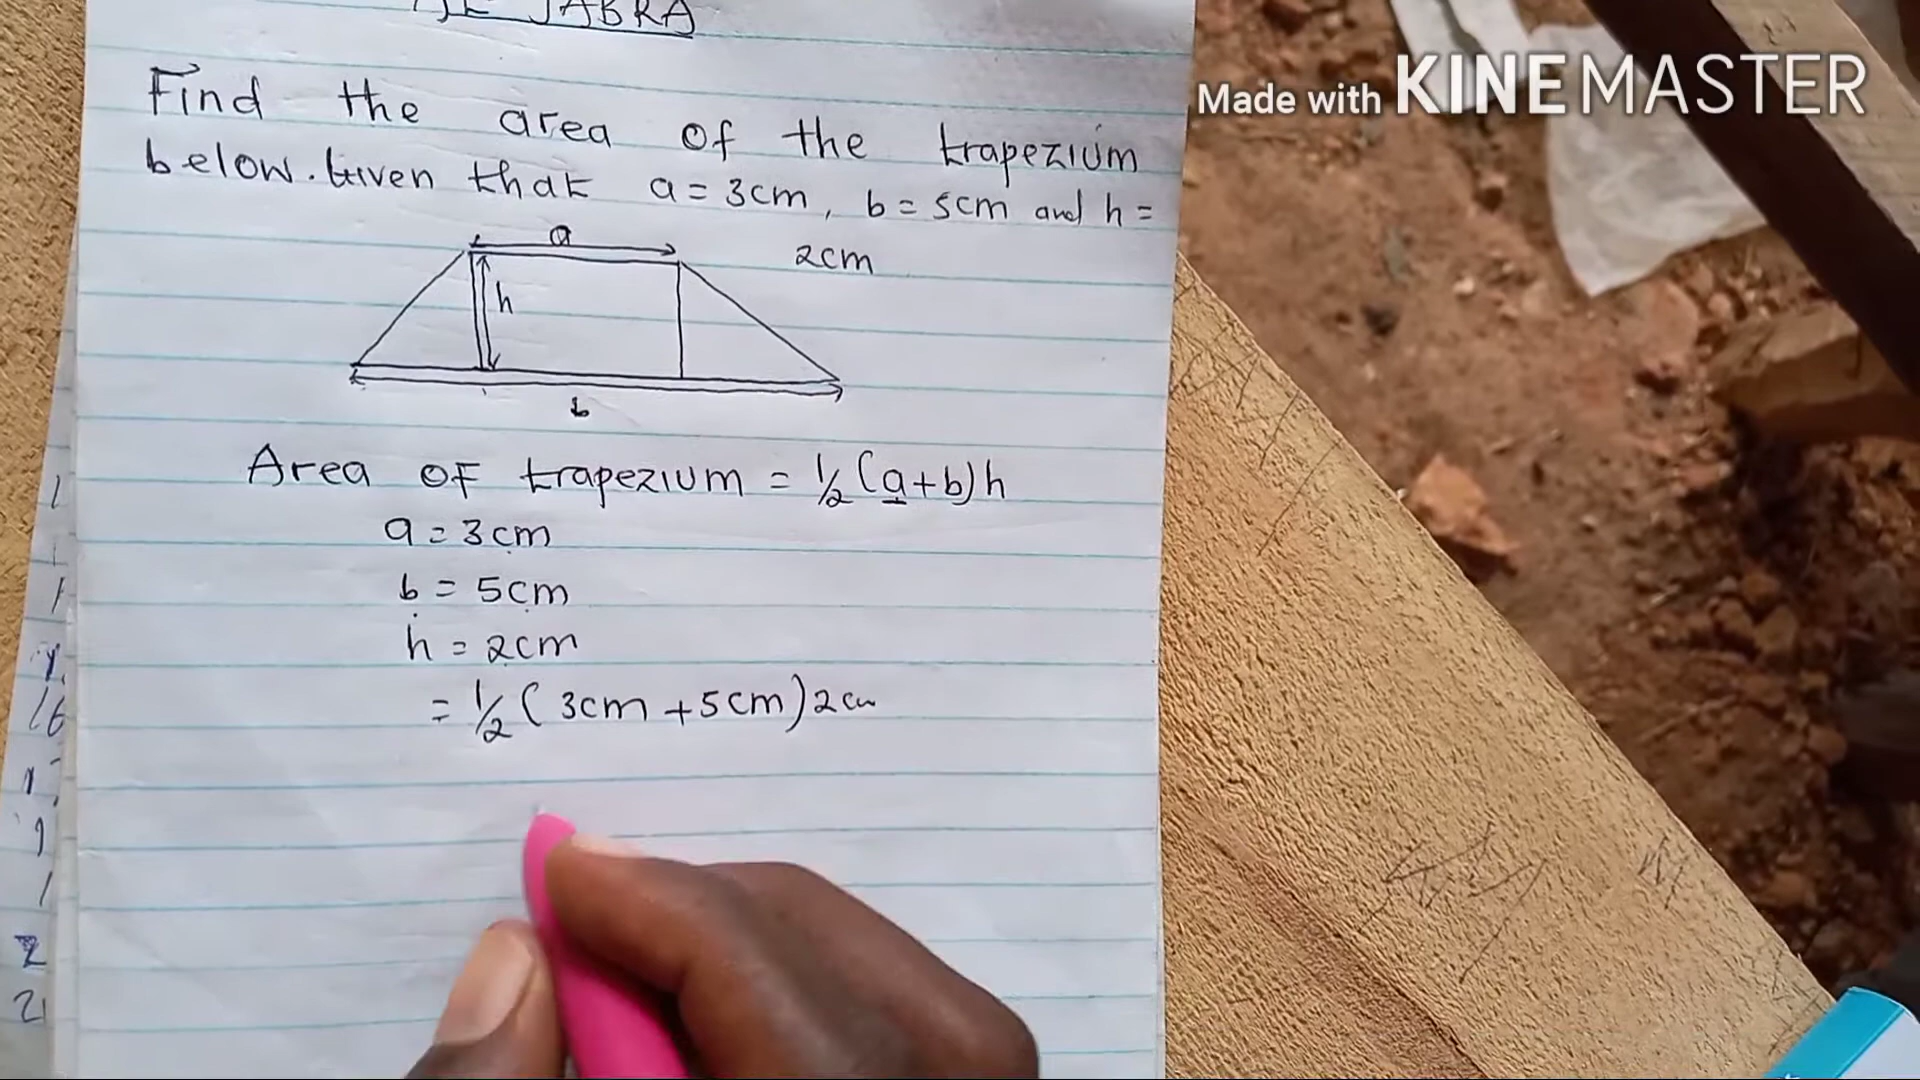 JABRA
Made with KINEMASTER
Find the area of the trapezium
below. Given that a = 3cm, b = 5cm and h =
2cm
a
h
b
Area of trapezium = 1/2 (a+b)h
a = 3cm
b = 5cm
h = 2cm
= 1/2 (3cm + 5cm) 2cm